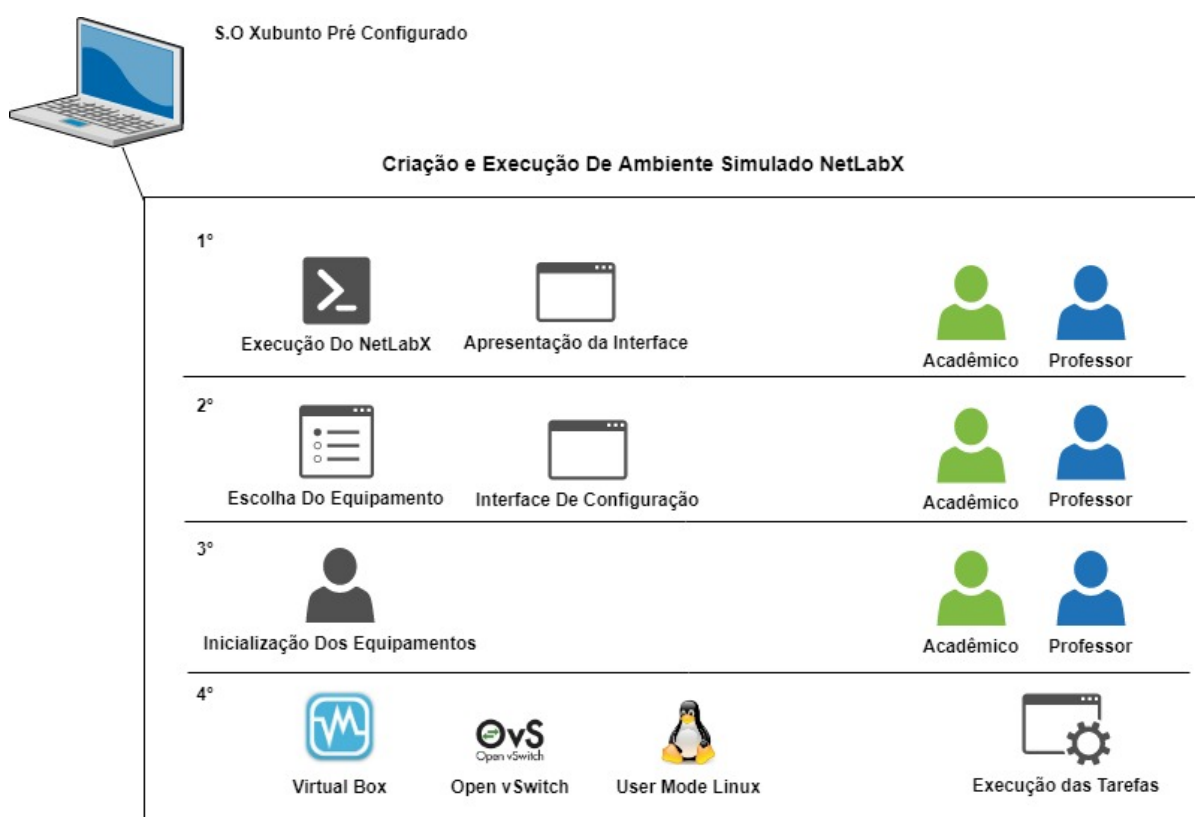 S.O Xubunto Pré Configurado
Criação e Execução De Ambiente Simulado NetLabX
1°
Execução Do NetLabX
Apresentação da Interface
Acadêmico
Professor
2°
Escolha Do Equipamento
Interface De Configuração
Acadêmico
Professor
3°
Inicialização Dos Equipamentos
Acadêmico
Professor
4°
OvS
Open vSwitch
Virtual Box
Open vSwitch
User Mode Linux
Execução das Tarefas